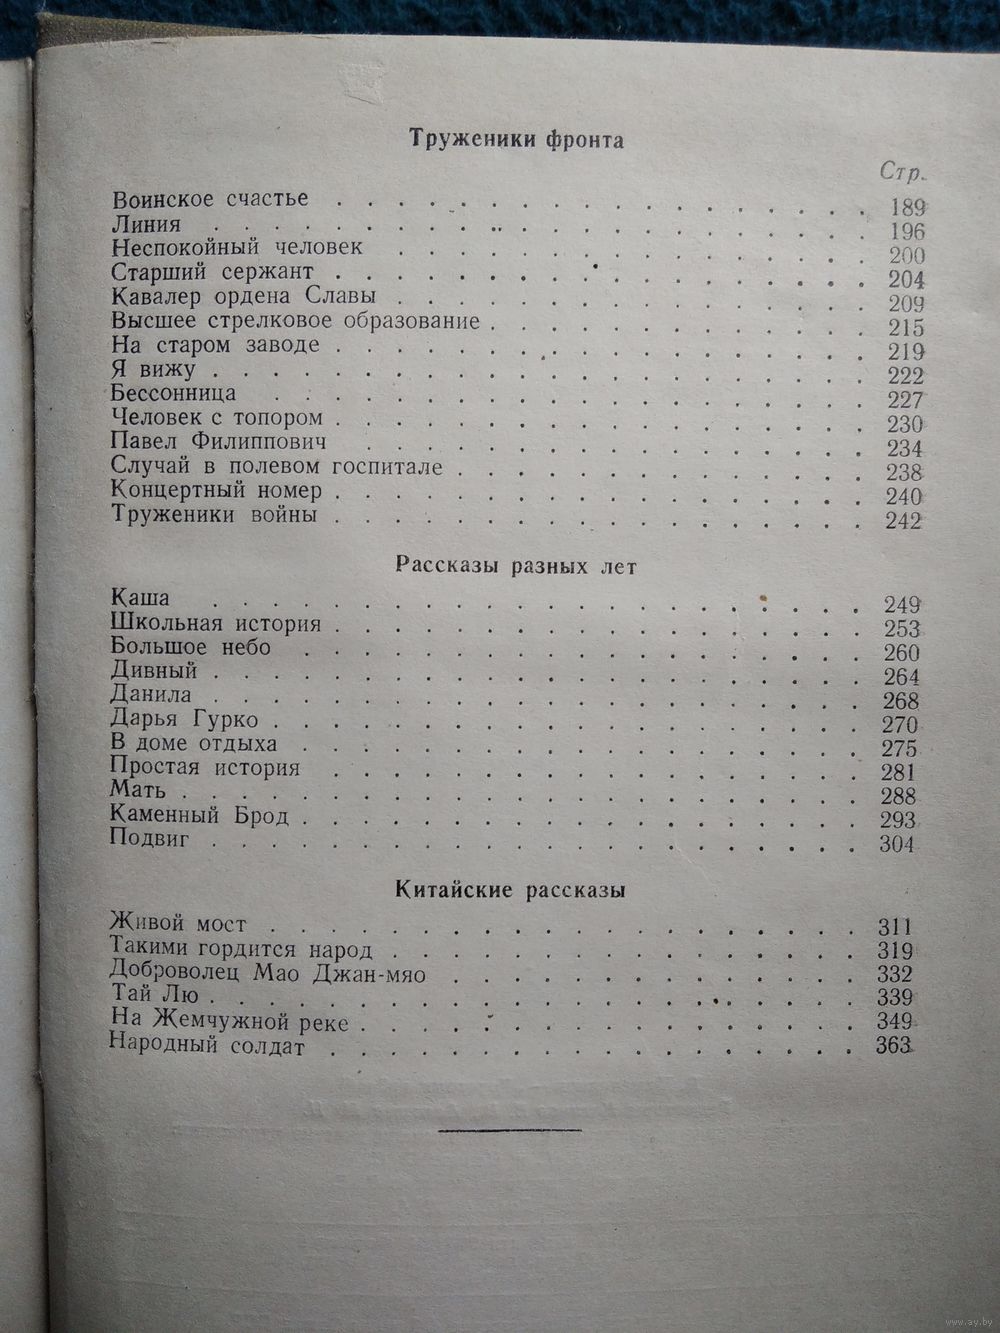 Труженики фронта
Стр.
Воинское счастье . . . . . . . . . . . . . . . . . . 189
Линия . . . . . . . . . . . . . . . . . . . . . . 196
Неспокойный человек . . . . . . . . . . . . . . . . 200
Старший сержант . . . . . . . . . . . . . . . . . . 204
Кавалер ордена Славы . . . . . . . . . . . . . . . . 209
Высшее стрелковое образование . . . . . . . . . . . . . 215
На старом заводе . . . . . . . . . . . . . . . . . . 219
Я вижу . . . . . . . . . . . . . . . . . . . . . . 222
Бессонница . . . . . . . . . . . . . . . . . . . . 227
Человек с топором . . . . . . . . . . . . . . . . . . 230
Павел Филиппович . . . . . . . . . . . . . . . . . 234
Случай в полевом госпитале . . . . . . . . . . . . . . 238
Концертный номер . . . . . . . . . . . . . . . . . . 240
Труженики войны . . . . . . . . . . . . . . . . . . 242
Рассказы разных лет
Каша . . . . . . . . . . . . . . . . . . . . . . 249
Школьная история . . . . . . . . . . . . . . . . . . 253
Большое небо . . . . . . . . . . . . . . . . . . . 260
Дивный . . . . . . . . . . . . . . . . . . . . . . 264
Данила . . . . . . . . . . . . . . . . . . . . . . 268
Дарья Гурко . . . . . . . . . . . . . . . . . . . . 270
В доме отдыха . . . . . . . . . . . . . . . . . . . 275
Простая история . . . . . . . . . . . . . . . . . . 281
Мать . . . . . . . . . . . . . . . . . . . . . . . 288
Каменный Брод . . . . . . . . . . . . . . . . . . . 293
Подвиг . . . . . . . . . . . . . . . . . . . . . . 304
Китайские рассказы
Живой мост . . . . . . . . . . . . . . . . . . . . 311
Такими гордится народ . . . . . . . . . . . . . . . . 319
Доброволец Мао Джан-мяо . . . . . . . . . . . . . . 332
Тай Лю . . . . . . . . . . . . . . . . . . . . . . 339
На Жемчужной реке . . . . . . . . . . . . . . . . . 349
Народный солдат . . . . . . . . . . . . . . . . . . 363
www.ay.by